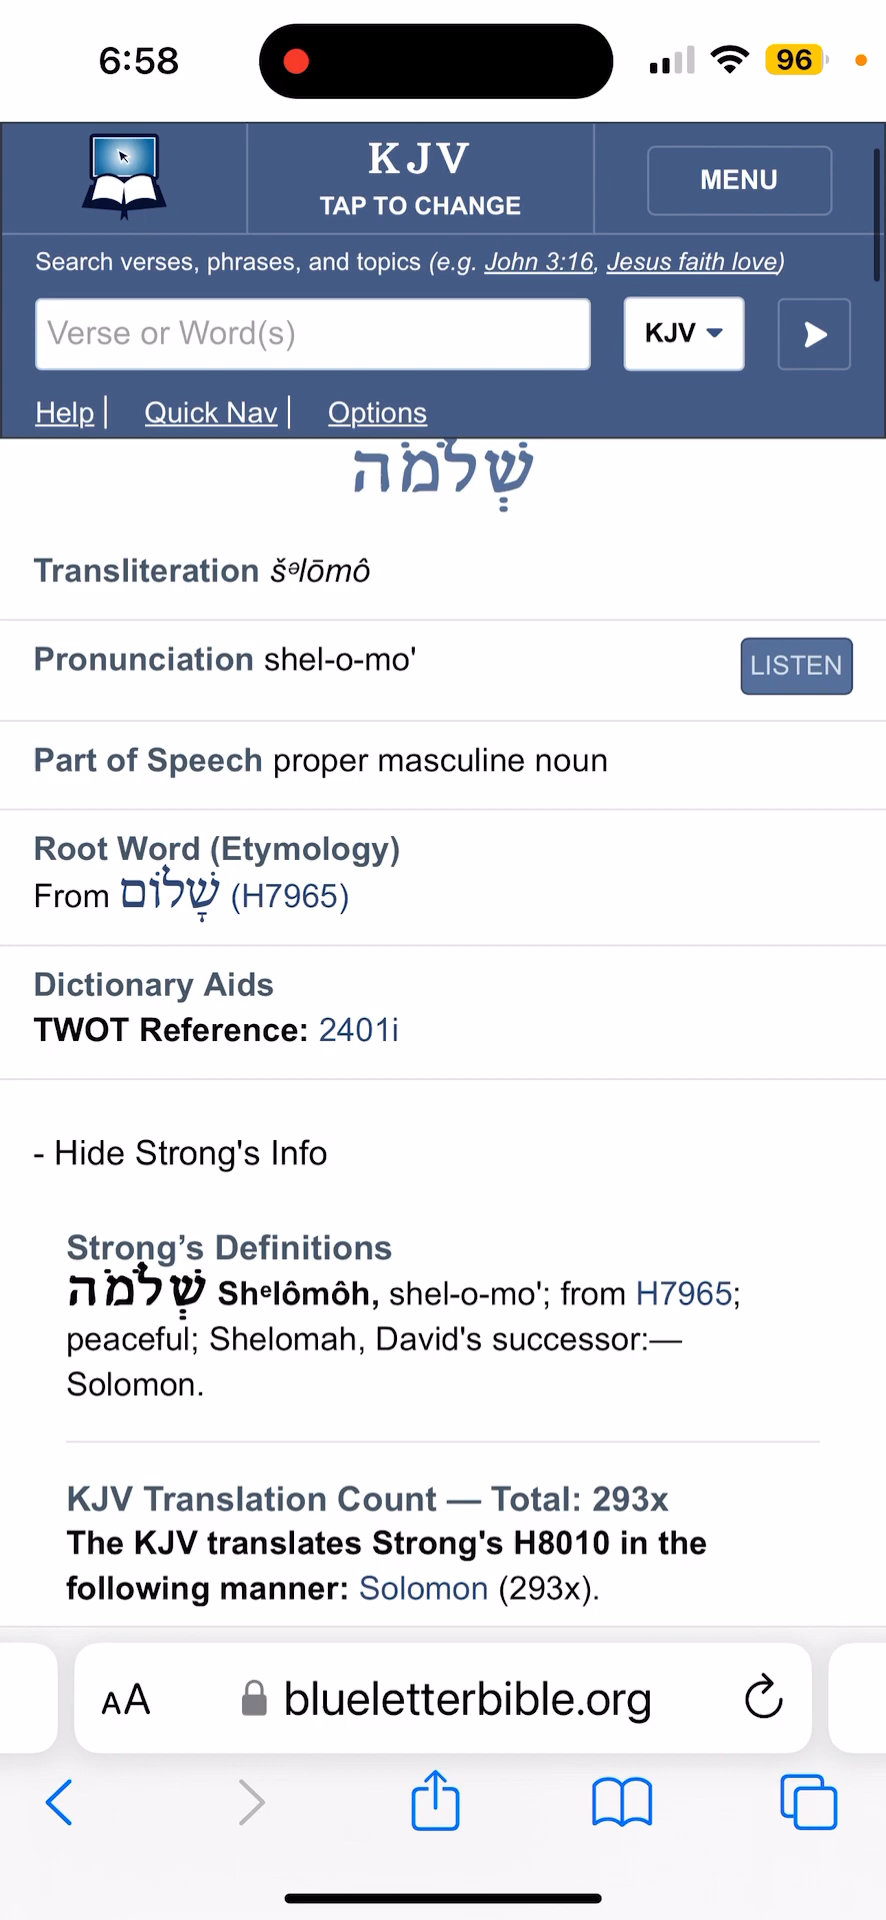 6:58
96
KJV
TAP TO CHANGE
MENU
Search verses, phrases, and topics (e.g. John 3:16, Jesus faith love)
Verse or Word(s)
KJV
Help | Quick Nav | Options
שְׁלֹמֹה
Transliteration šᵊlōmô
Pronunciation shel-o-mo'
LISTEN
Part of Speech proper masculine noun
Root Word (Etymology)
From שָׁלוֹם (H7965)
Dictionary Aids
TWOT Reference: 2401i
- Hide Strong's Info
Strong’s Definitions
שְׁלֹמֹה Shᵉlômôh, shel-o-mo'; from H7965;
peaceful; Shelomah, David's successor:—
Solomon.
KJV Translation Count — Total: 293x
The KJV translates Strong's H8010 in the
following manner: Solomon (293x).
AA
blueletterbible.org